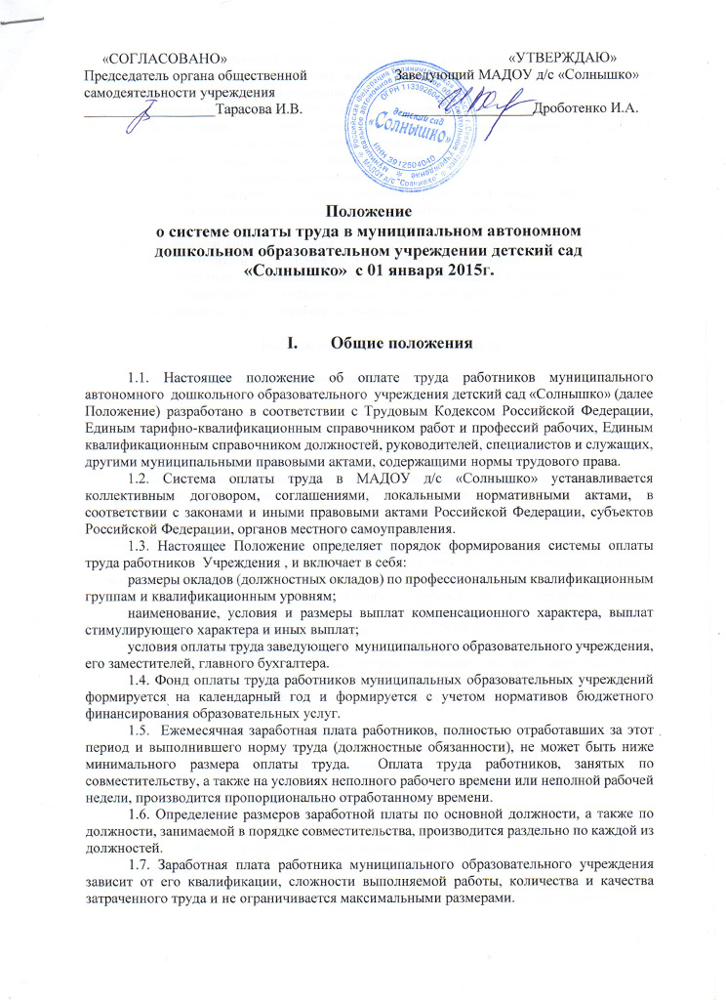 «СОГЛАСОВАНО»
Председатель органа общественной
самодеятельности учреждения
Тарасова И.В.
«УТВЕРЖДАЮ»
Заведующий МАДОУ д/с «Солнышко»
Дроботенко И.А.
детский сад
«Солнышко»
ИНН 3912504040
МАДОУ д/с "Солнышко"
Положение
о системе оплаты труда в муниципальном автономном
дошкольном образовательном учреждении детский сад
«Солнышко» с 01 января 2015г.
I. Общие положения
1.1. Настоящее положение об оплате труда работников муниципального
автономного дошкольного образовательного учреждения детский сад «Солнышко» (далее
Положение) разработано в соответствии с Трудовым Кодексом Российской Федерации,
Единым тарифно-квалификационным справочником работ и профессий рабочих, Единым
квалификационным справочником должностей, руководителей, специалистов и служащих,
другими муниципальными правовыми актами, содержащими нормы трудового права.
1.2. Система оплаты труда в МАДОУ д/с «Солнышко» устанавливается
коллективным договором, соглашениями, локальными нормативными актами, в
соответствии с законами и иными правовыми актами Российской Федерации, субъектов
Российской Федерации, органов местного самоуправления.
1.3. Настоящее Положение определяет порядок формирования системы оплаты
труда работников Учреждения , и включает в себя:
размеры окладов (должностных окладов) по профессиональным квалификационным
группам и квалификационным уровням;
наименование, условия и размеры выплат компенсационного характера, выплат
стимулирующего характера и иных выплат;
условия оплаты труда заведующего муниципального образовательного учреждения,
его заместителей, главного бухгалтера.
1.4. Фонд оплаты труда работников муниципальных образовательных учреждений
формируется на календарный год и формируется с учетом нормативов бюджетного
финансирования образовательных услуг.
1.5. Ежемесячная заработная плата работников, полностью отработавших за этот
период и выполнившего норму труда (должностные обязанности), не может быть ниже
минимального размера оплаты труда. Оплата труда работников, занятых по
совместительству, а также на условиях неполного рабочего времени или неполной рабочей
недели, производится пропорционально отработанному времени.
1.6. Определение размеров заработной платы по основной должности, а также по
должности, занимаемой в порядке совместительства, производится раздельно по каждой из
должностей.
1.7. Заработная плата работника муниципального образовательного учреждения
зависит от его квалификации, сложности выполняемой работы, количества и качества
затраченного труда и не ограничивается максимальными размерами.